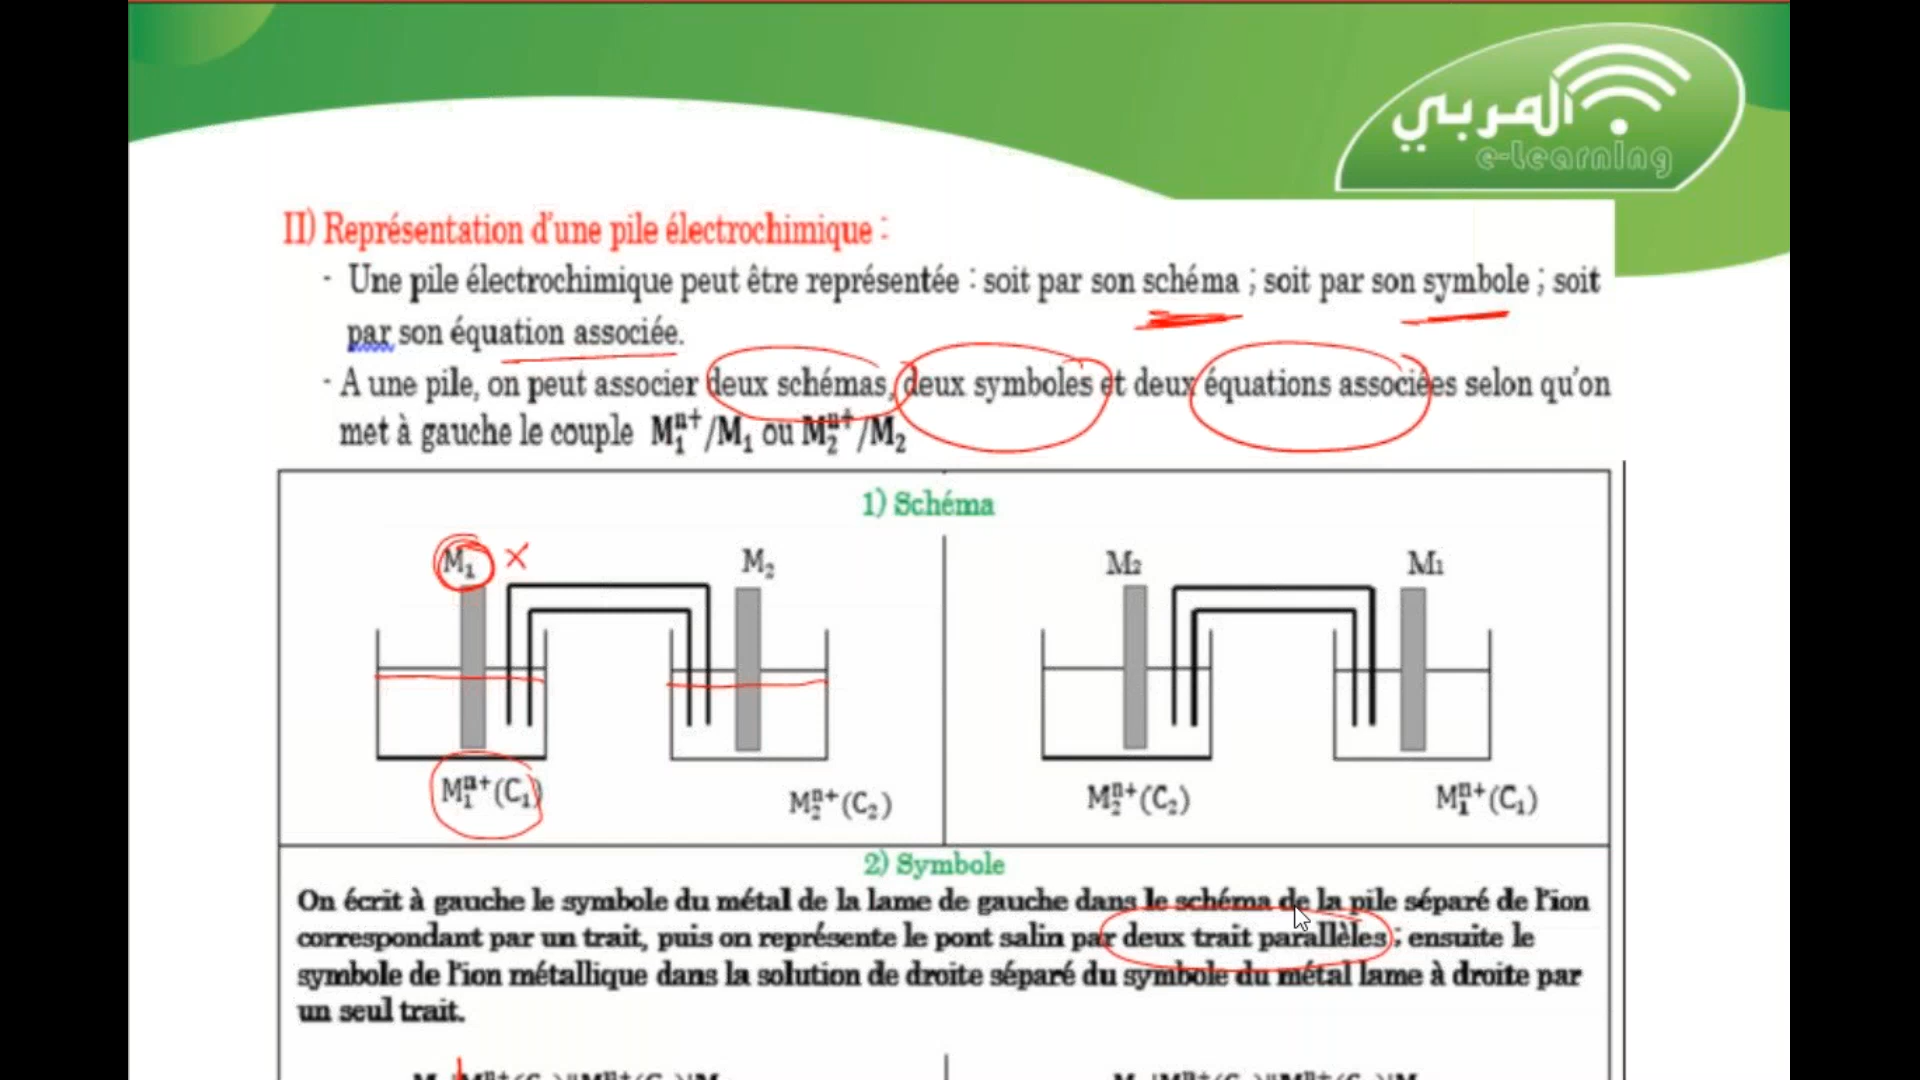 المربي
e-Learning
II) Représentation d'une pile électrochimique :
- Une pile électrochimique peut être représentée : soit par son schéma ; soit par son symbole ; soit
par son équation associée.
- A une pile, on peut associer deux schémas, deux symboles et deux équations associées selon qu'on
met à gauche le couple M₁ⁿ⁺/M₁ ou M₂ⁿ⁺/M₂
1) Schéma
M₁ × M₂ M₂ M₁
M₁ⁿ⁺(C₁) M₂ⁿ⁺(C₂) M₂ⁿ⁺(C₂) M₁ⁿ⁺(C₁)
2) Symbole
On écrit à gauche le symbole du métal de la lame de gauche dans le schéma de la pile séparé de l'ion
correspondant par un trait, puis on représente le pont salin par deux trait parallèles ; ensuite le
symbole de l'ion métallique dans la solution de droite séparé du symbole du métal lame à droite par
un seul trait.